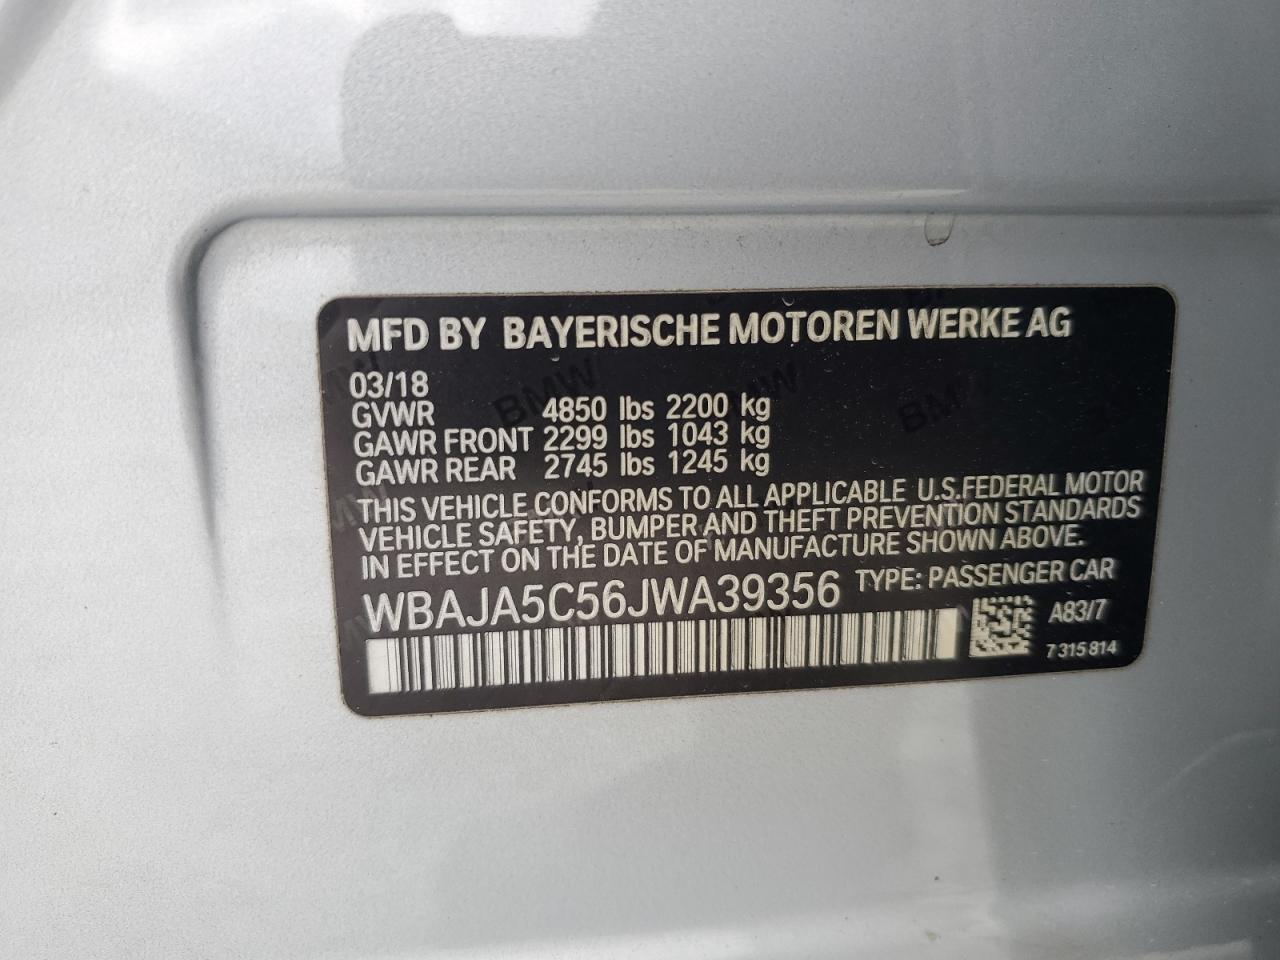 MFD BY BAYERISCHE MOTOREN WERKE AG
03/18
GVWR 4850 lbs 2200 kg
GAWR FRONT 2299 lbs 1043 kg
GAWR REAR 2745 lbs 1245 kg
THIS VEHICLE CONFORMS TO ALL APPLICABLE U.S.FEDERAL MOTOR
VEHICLE SAFETY, BUMPER AND THEFT PREVENTION STANDARDS
IN EFFECT ON THE DATE OF MANUFACTURE SHOWN ABOVE.
WBAJA5C56JWA39356 TYPE: PASSENGER CAR
A83/7
7 315 814